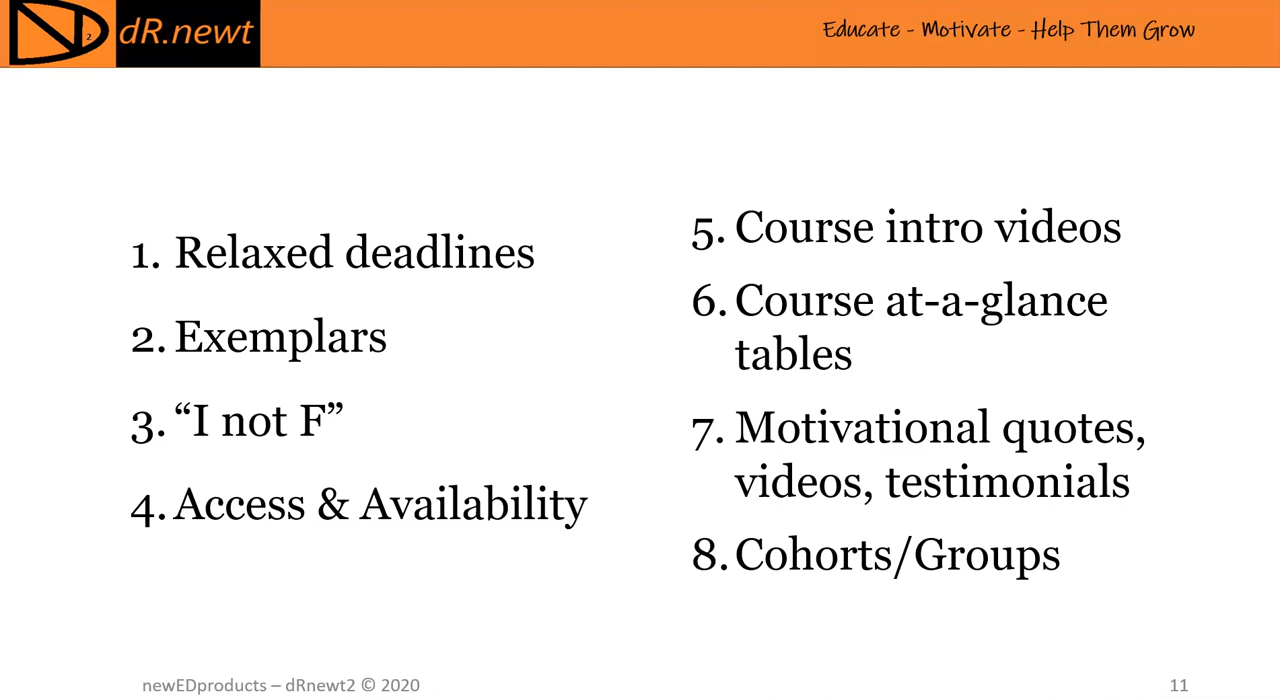 2
dR.newt
Educate - Motivate - Help Them Grow
1. Relaxed deadlines
2. Exemplars
3. “I not F”
4. Access & Availability
5. Course intro videos
6. Course at-a-glance
tables
7. Motivational quotes,
videos, testimonials
8. Cohorts/Groups
newEDproducts – dRnewt2 © 2020
11